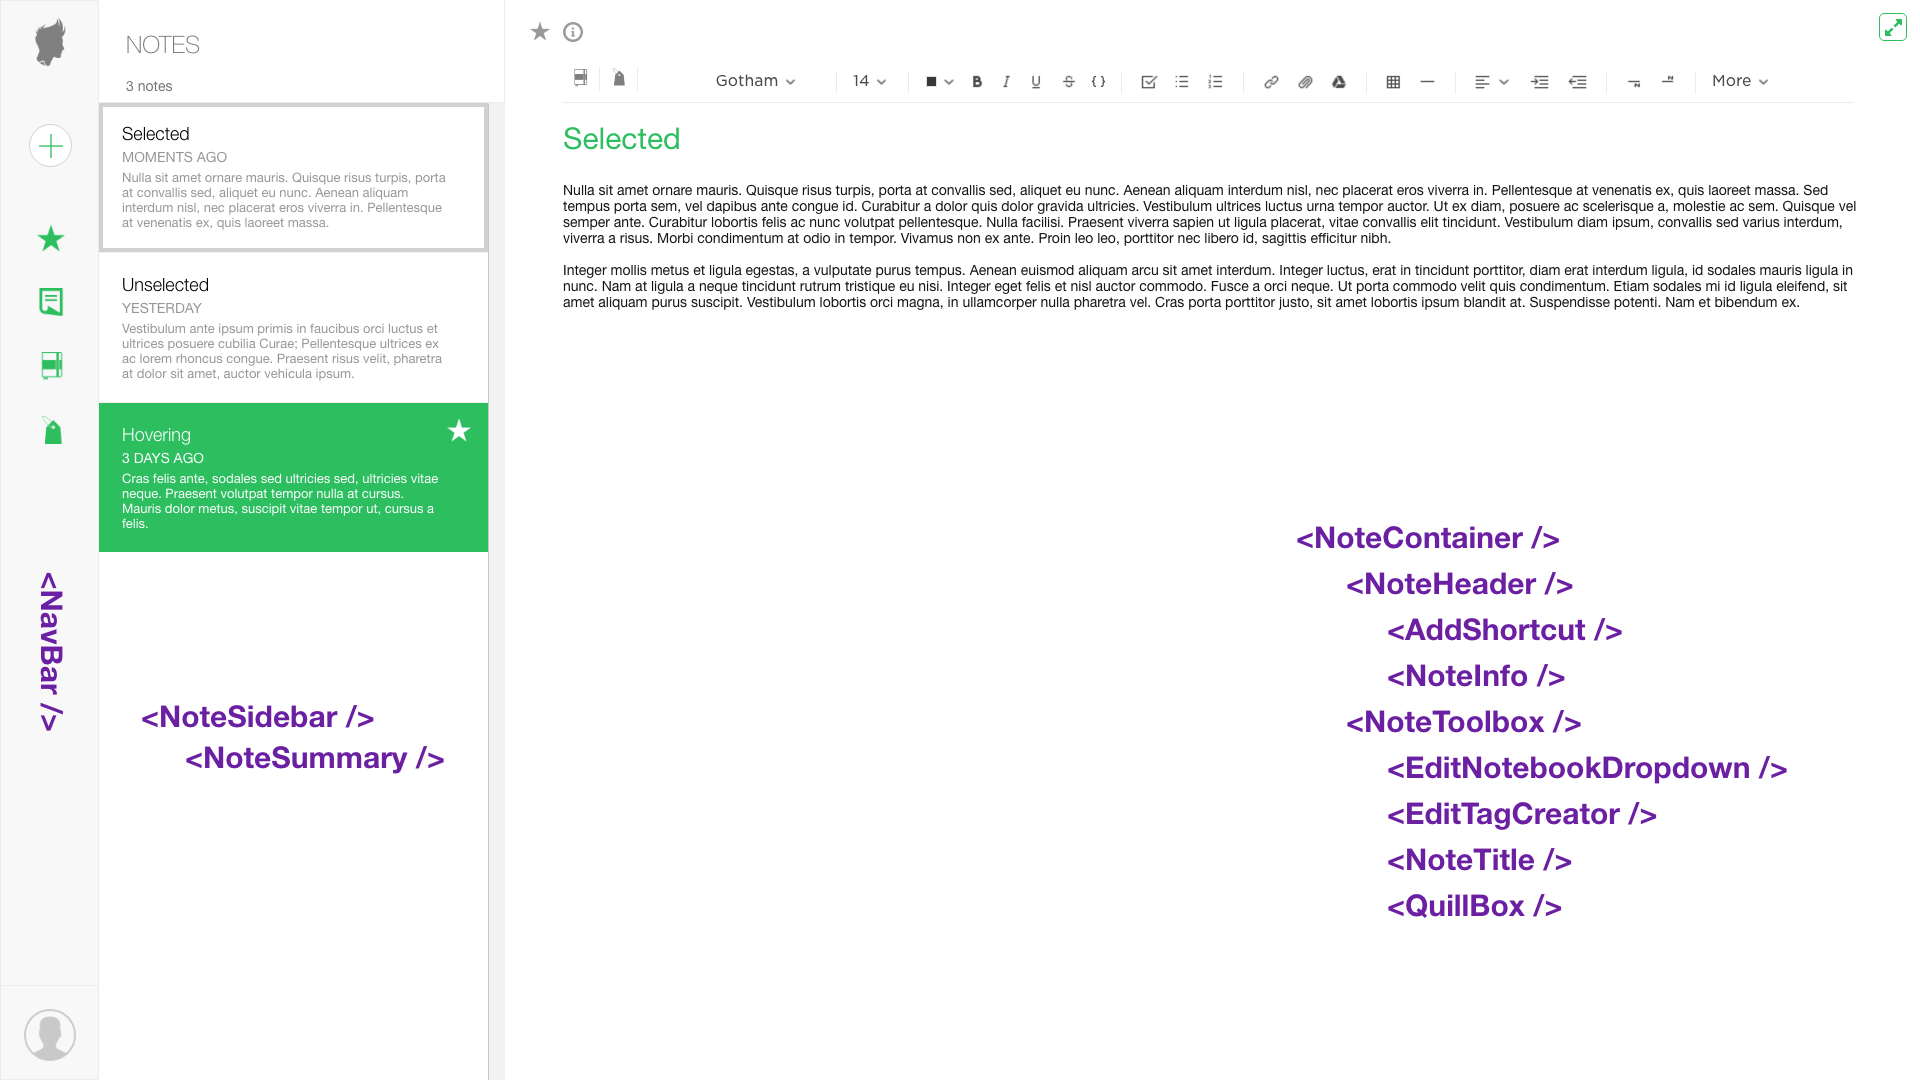 NOTES
3 notes
Selected
MOMENTS AGO
Nulla sit amet ornare mauris. Quisque risus turpis, porta
at convallis sed, aliquet eu nunc. Aenean aliquam
interdum nisl, nec placerat eros viverra in. Pellentesque
at venenatis ex, quis laoreet massa.
Unselected
YESTERDAY
Vestibulum ante ipsum primis in faucibus orci luctus et
ultrices posuere cubilia Curae; Pellentesque ultrices ex
ac lorem rhoncus congue. Praesent risus velit, pharetra
at dolor sit amet, auctor vehicula ipsum.
Hovering
3 DAYS AGO
Cras felis ante, sodales sed ultricies sed, ultricies vitae
neque. Praesent volutpat tempor nulla at cursus.
Mauris dolor metus, suscipit vitae tempor ut, cursus a
felis.
<NavBar />
<NoteSidebar />
<NoteSummary />
Gotham 14 B I U S { } More
Selected
Nulla sit amet ornare mauris. Quisque risus turpis, porta at convallis sed, aliquet eu nunc. Aenean aliquam interdum nisl, nec placerat eros viverra in. Pellentesque at venenatis ex, quis laoreet massa. Sed
tempus porta sem, vel dapibus ante congue id. Curabitur a dolor quis dolor gravida ultricies. Vestibulum ultrices luctus urna tempor auctor. Ut ex diam, posuere ac scelerisque a, molestie ac sem. Quisque vel
semper ante. Curabitur lobortis felis ac nunc volutpat pellentesque. Nulla facilisi. Praesent viverra sapien ut ligula placerat, vitae convallis elit tincidunt. Vestibulum diam ipsum, convallis sed varius interdum,
viverra a risus. Morbi condimentum at odio in tempor. Vivamus non ex ante. Proin leo leo, porttitor nec libero id, sagittis efficitur nibh.
Integer mollis metus et ligula egestas, a vulputate purus tempus. Aenean euismod aliquam arcu sit amet interdum. Integer luctus, erat in tincidunt porttitor, diam erat interdum ligula, id sodales mauris ligula in
nunc. Nam at ligula a neque tincidunt rutrum tristique eu nisi. Integer eget felis et nisl auctor commodo. Fusce a orci neque. Ut porta commodo velit quis condimentum. Etiam sodales mi id ligula eleifend, sit
amet aliquam purus suscipit. Vestibulum lobortis orci magna, in ullamcorper nulla pharetra vel. Cras porta porttitor justo, sit amet lobortis ipsum blandit at. Suspendisse potenti. Nam et bibendum ex.
<NoteContainer />
<NoteHeader />
<AddShortcut />
<NoteInfo />
<NoteToolbox />
<EditNotebookDropdown />
<EditTagCreator />
<NoteTitle />
<QuillBox />